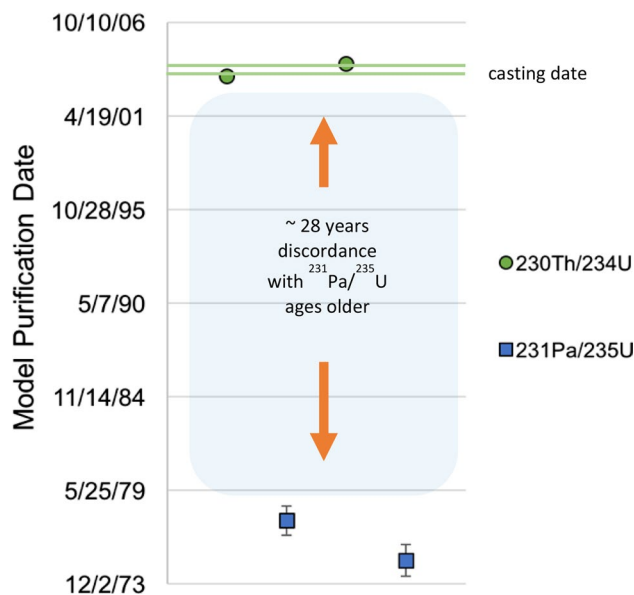 10/10/06
casting date
4/19/01
10/28/95
~ 28 years
discordance
with ²³¹Pa/²³⁵U
ages older
5/7/90
11/14/84
5/25/79
12/2/73
Model Purification Date
230Th/234U
231Pa/235U